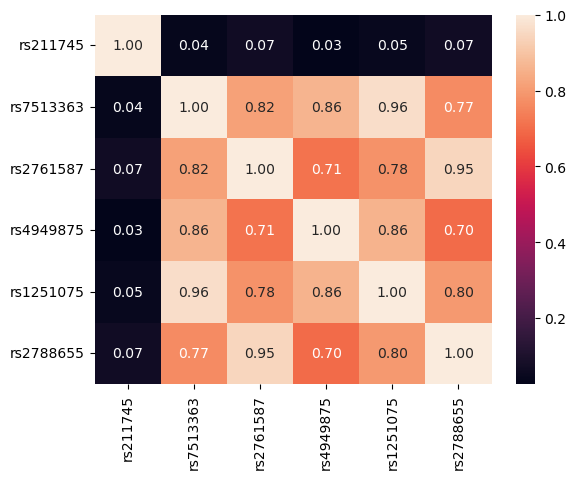 rs211745 1.00 0.04 0.07 0.03 0.05 0.07
rs7513363 0.04 1.00 0.82 0.86 0.96 0.77
rs2761587 0.07 0.82 1.00 0.71 0.78 0.95
rs4949875 0.03 0.86 0.71 1.00 0.86 0.70
rs1251075 0.05 0.96 0.78 0.86 1.00 0.80
rs2788655 0.07 0.77 0.95 0.70 0.80 1.00
rs211745 rs7513363 rs2761587 rs4949875 rs1251075 rs2788655
1.0
0.8
0.6
0.4
0.2